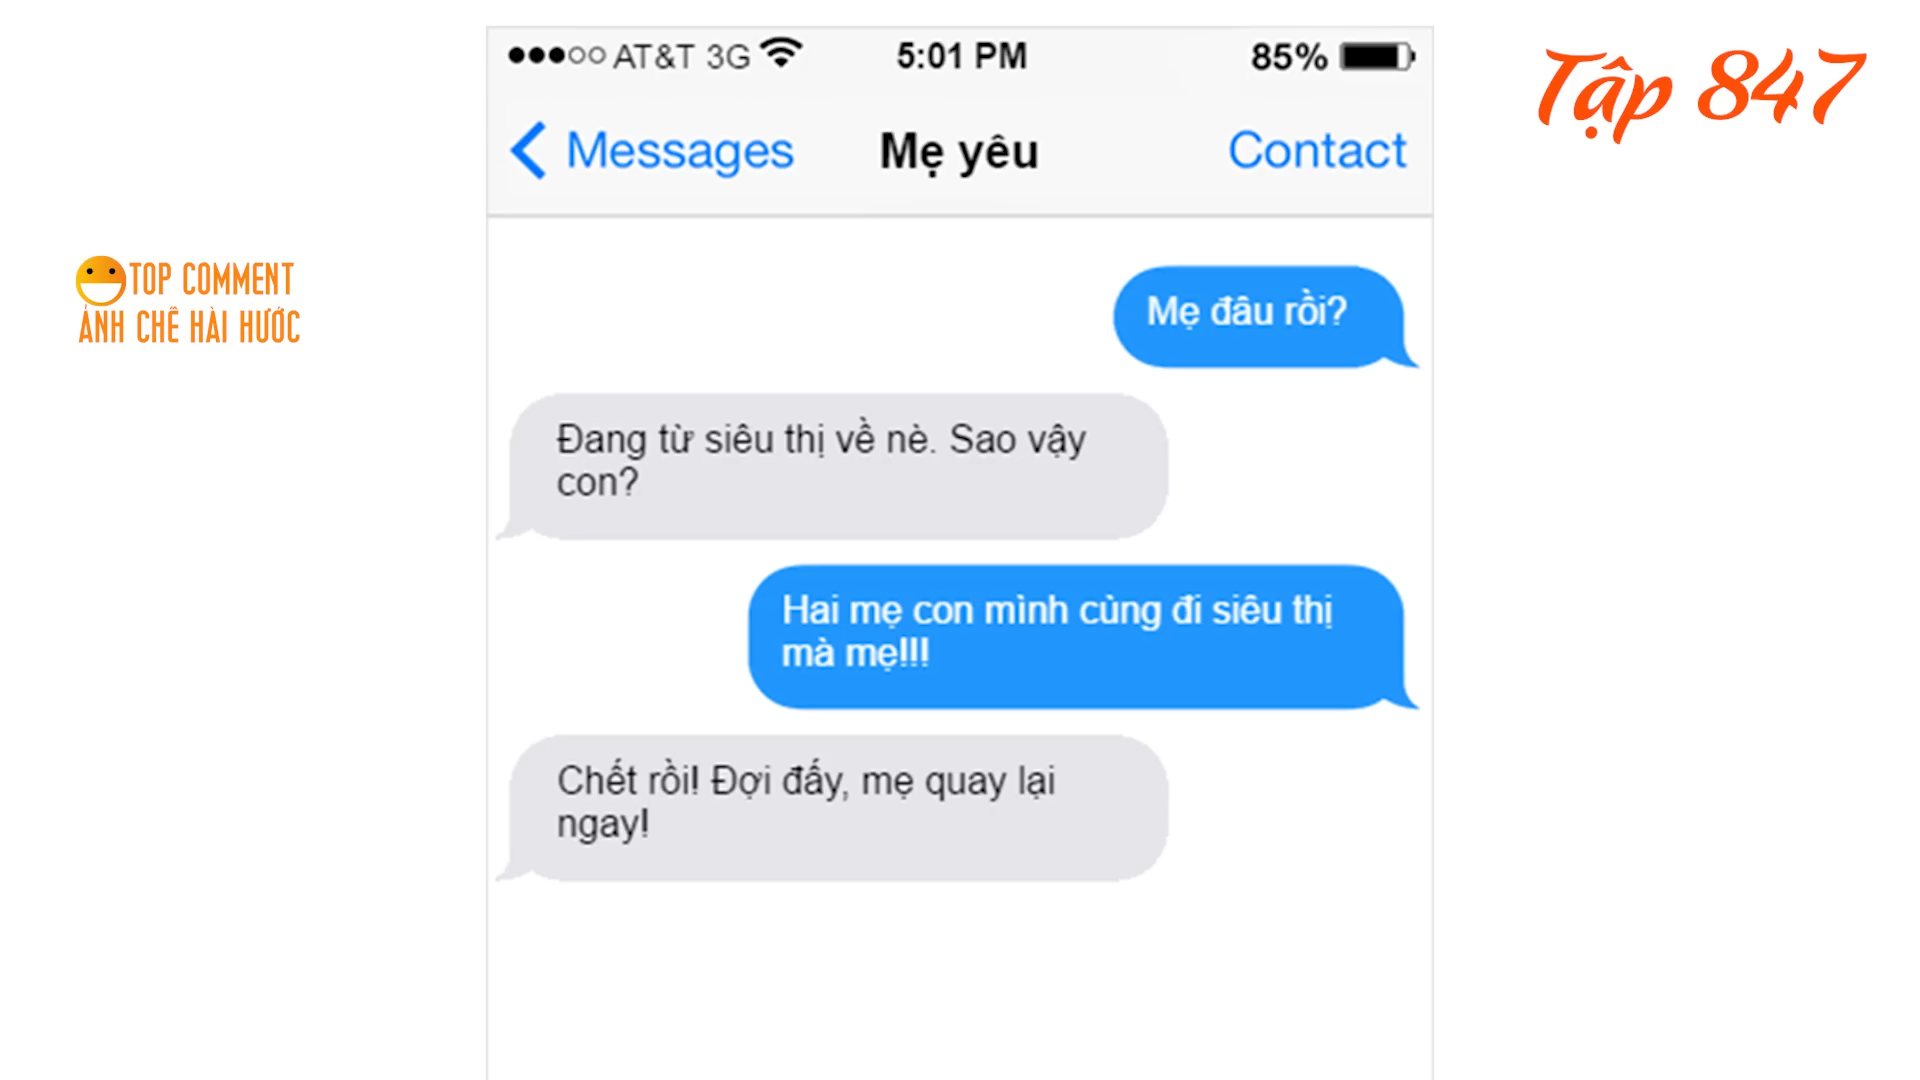 AT&T 3G 5:01 PM 85%
Tập 847
Messages Mẹ yêu Contact
TOP COMMENT
ẢNH CHẾ HÀI HƯỚC
Mẹ đâu rồi?
Đang từ siêu thị về nè. Sao vậy
con?
Hai mẹ con mình cùng đi siêu thị
mà mẹ!!!
Chết rồi! Đợi đấy, mẹ quay lại
ngay!